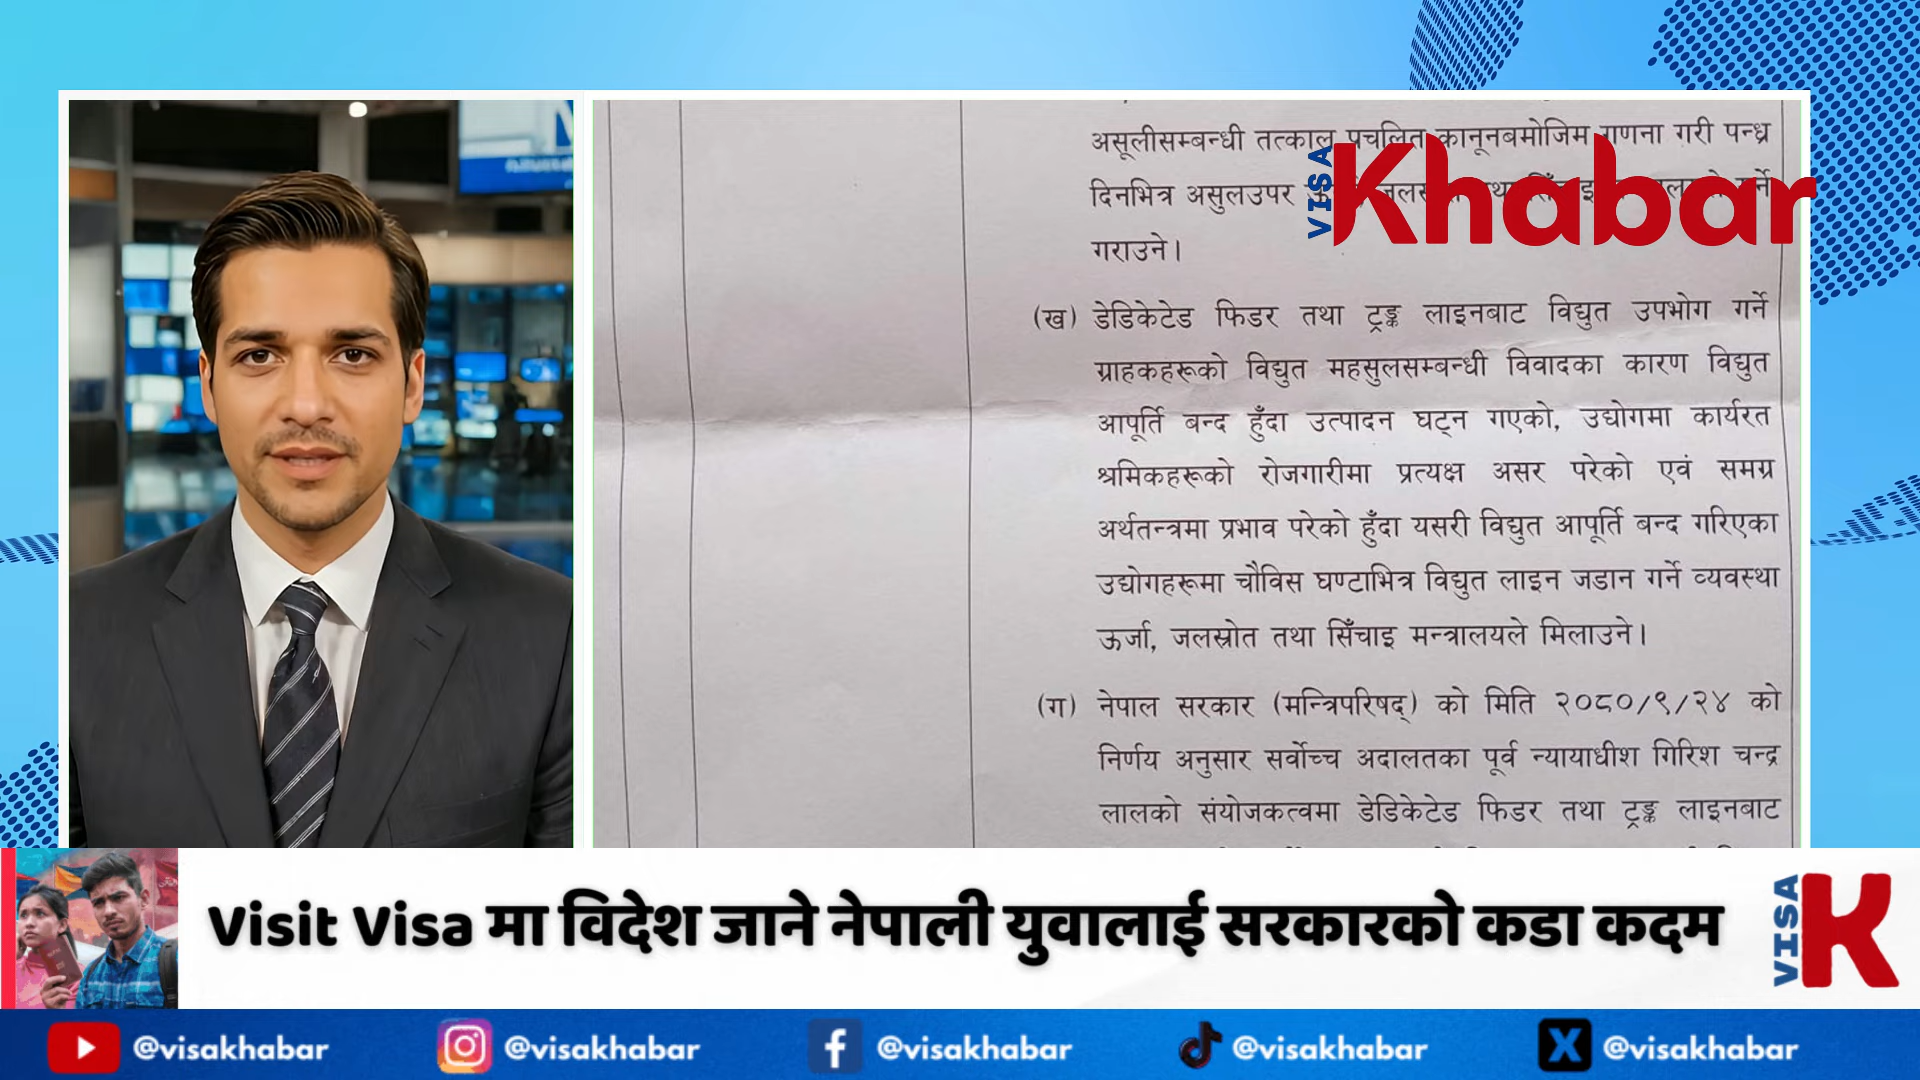 असूलीसम्बन्धी तत्काल प्रचलित कानूनबमोजिम गणना गरी पन्ध्र
दिनभित्र असुलउपर
गराउने।
VISA Khabar
(ख) डेडिकेटेड फिडर तथा ट्रङ्क लाइनबाट विद्युत उपभोग गर्ने
ग्राहकहरूको विद्युत महसुलसम्बन्धी विवादका कारण विद्युत
आपूर्ति बन्द हुँदा उत्पादन घट्न गएको, उद्योगमा कार्यरत
श्रमिकहरूको रोजगारीमा प्रत्यक्ष असर परेको एवं समग्र
अर्थतन्त्रमा प्रभाव परेको हुँदा यसरी विद्युत आपूर्ति बन्द गरिएका
उद्योगहरूमा चौविस घण्टाभित्र विद्युत लाइन जडान गर्ने व्यवस्था
ऊर्जा, जलस्रोत तथा सिँचाइ मन्त्रालयले मिलाउने।
(ग) नेपाल सरकार (मन्त्रिपरिषद्) को मिति २०८०/९/२४ को
निर्णय अनुसार सर्वोच्च अदालतका पूर्व न्यायाधीश गिरिश चन्द्र
लालको संयोजकत्वमा डेडिकेटेड फिडर तथा ट्रङ्क लाइनबाट
Visit Visa मा विदेश जाने नेपाली युवालाई सरकारको कडा कदम
VISA K
@visakhabar @visakhabar @visakhabar @visakhabar @visakhabar